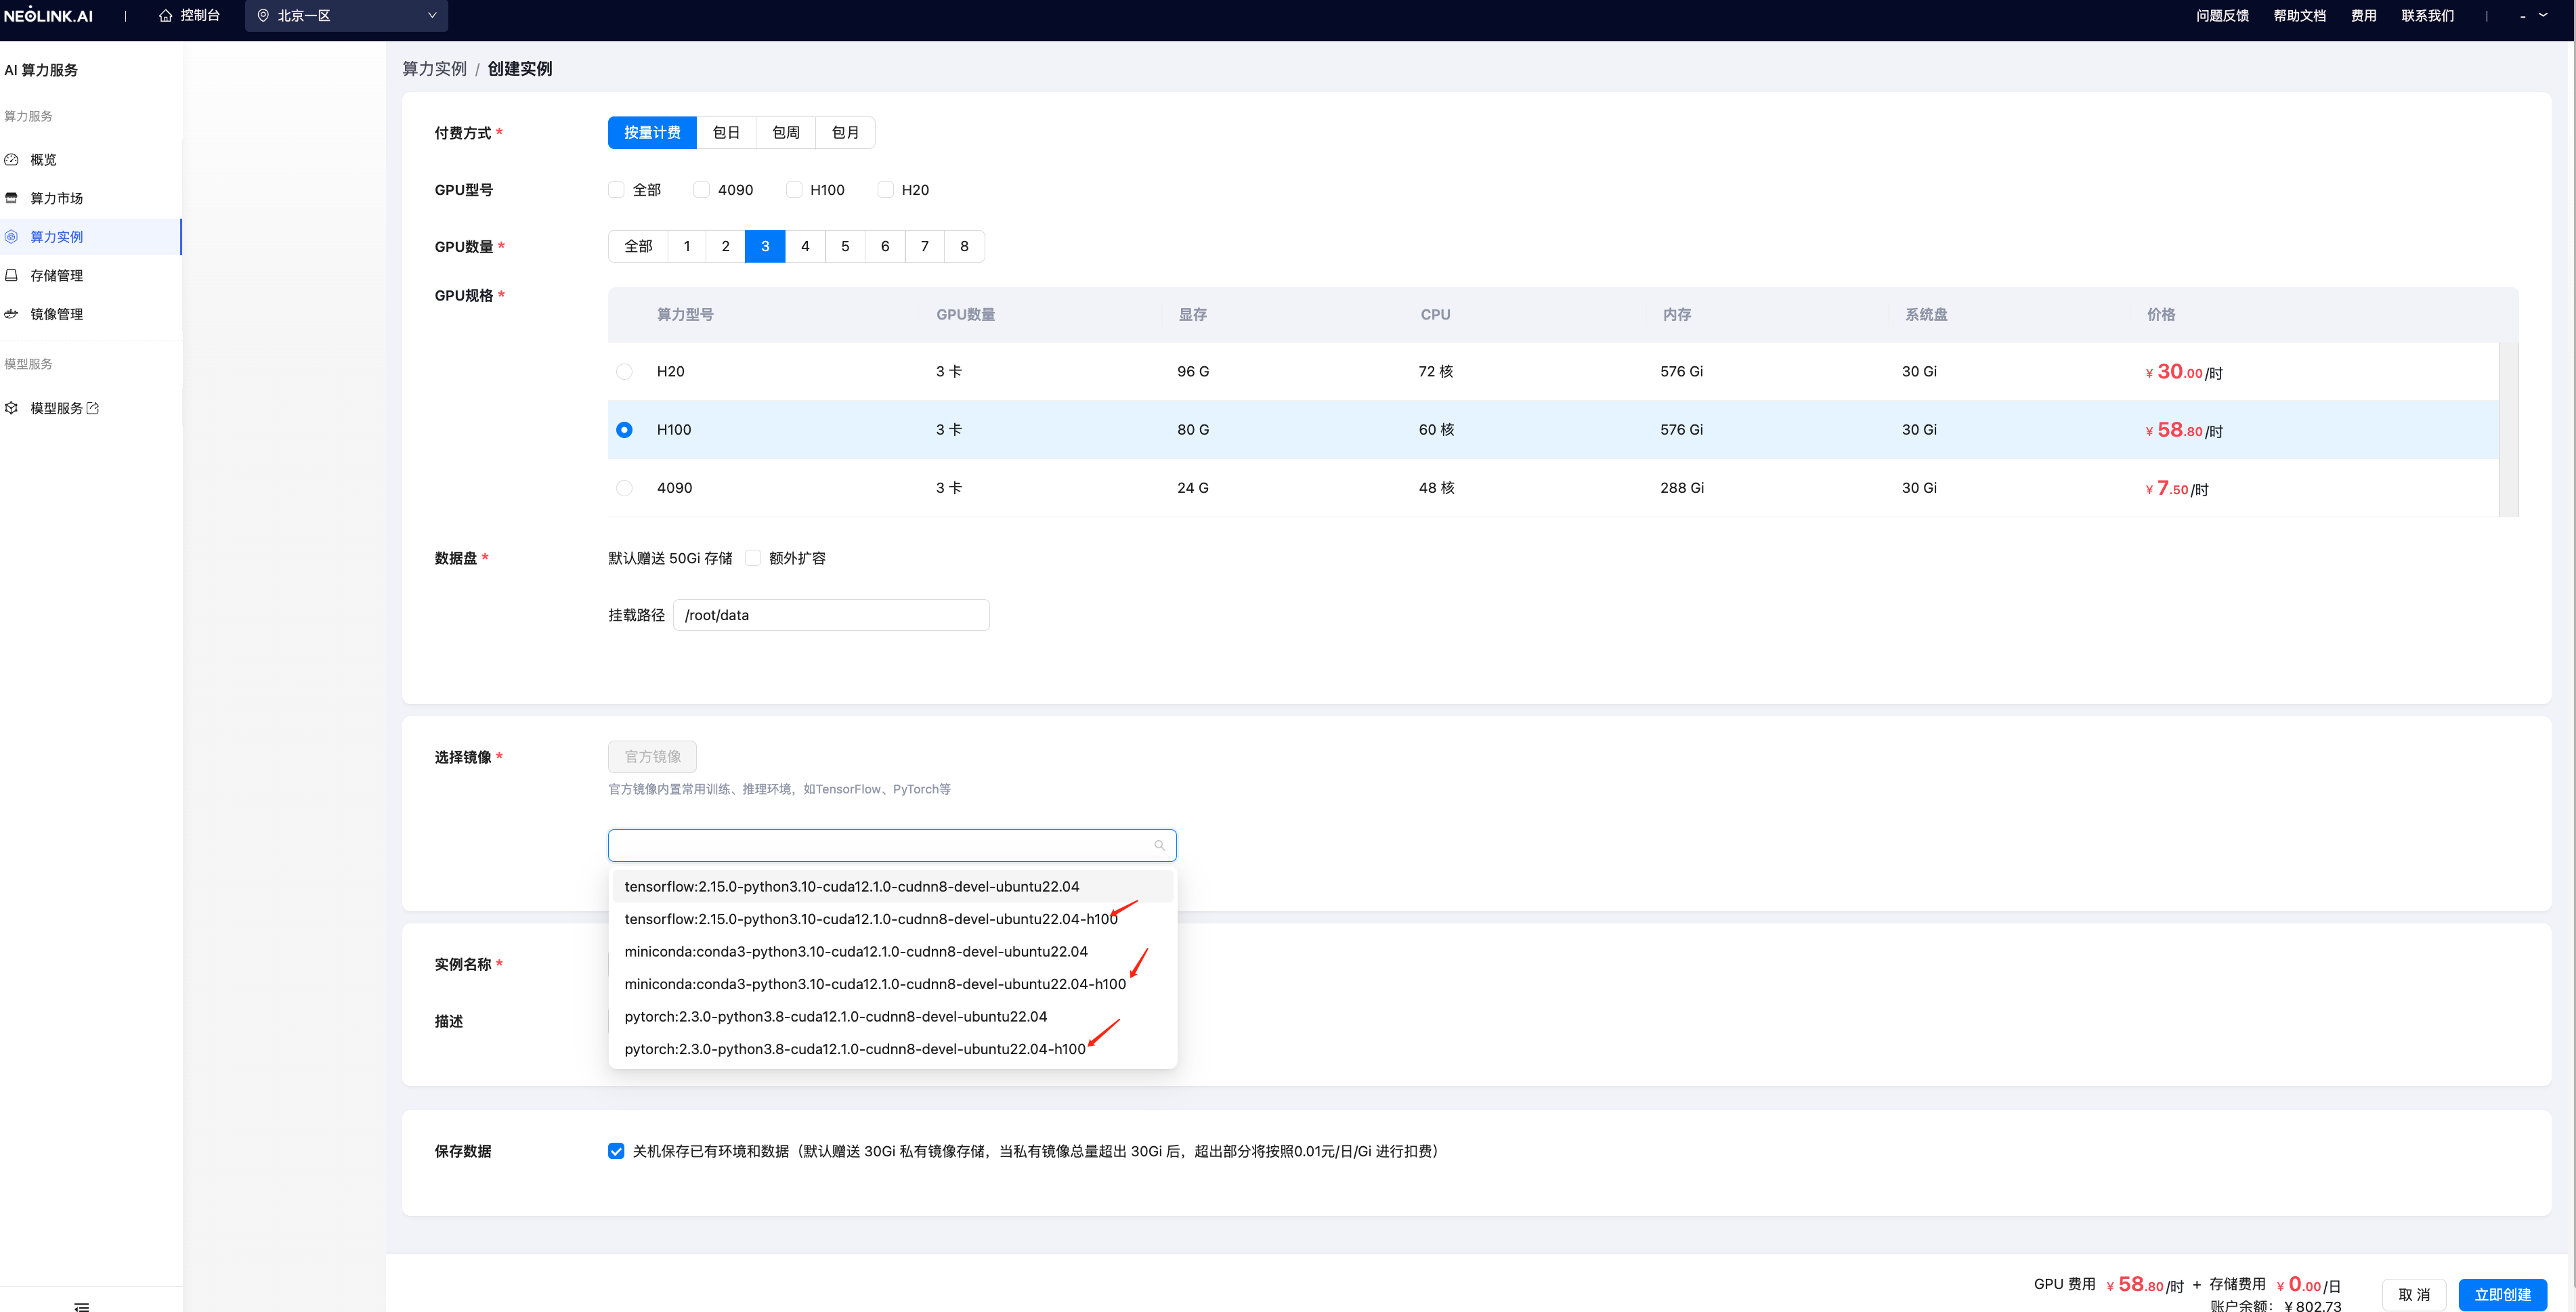 NEOLINK.AI 控制台 北京一区 问题反馈 帮助文档 费用 联系我们 -
AI 算力服务
算力服务
概览
算力市场
算力实例
存储管理
镜像管理
模型服务
模型服务
算力实例 / 创建实例
付费方式 * 按量计费 包日 包周 包月
GPU型号 全部 4090 H100 H20
GPU数量 * 全部 1 2 3 4 5 6 7 8
GPU规格 *
算力型号 GPU数量 显存 CPU 内存 系统盘 价格
H20 3 卡 96 G 72 核 576 Gi 30 Gi ¥ 30.00/时
H100 3 卡 80 G 60 核 576 Gi 30 Gi ¥ 58.80/时
4090 3 卡 24 G 48 核 288 Gi 30 Gi ¥ 7.50/时
数据盘 * 默认赠送 50Gi 存储 额外扩容
挂载路径 /root/data
选择镜像 * 官方镜像
官方镜像内置常用训练、推理环境，如TensorFlow、PyTorch等
tensorflow:2.15.0-python3.10-cuda12.1.0-cudnn8-devel-ubuntu22.04
tensorflow:2.15.0-python3.10-cuda12.1.0-cudnn8-devel-ubuntu22.04-h100
miniconda:conda3-python3.10-cuda12.1.0-cudnn8-devel-ubuntu22.04
miniconda:conda3-python3.10-cuda12.1.0-cudnn8-devel-ubuntu22.04-h100
pytorch:2.3.0-python3.8-cuda12.1.0-cudnn8-devel-ubuntu22.04
pytorch:2.3.0-python3.8-cuda12.1.0-cudnn8-devel-ubuntu22.04-h100
实例名称 *
描述
保存数据 关机保存已有环境和数据（默认赠送 30Gi 私有镜像存储，当私有镜像总量超出 30Gi 后，超出部分将按照0.01元/日/Gi 进行扣费）
GPU 费用 ¥ 58.80/时 + 存储费用 ¥ 0.00/日
账户余额：¥802.73
取 消 立即创建